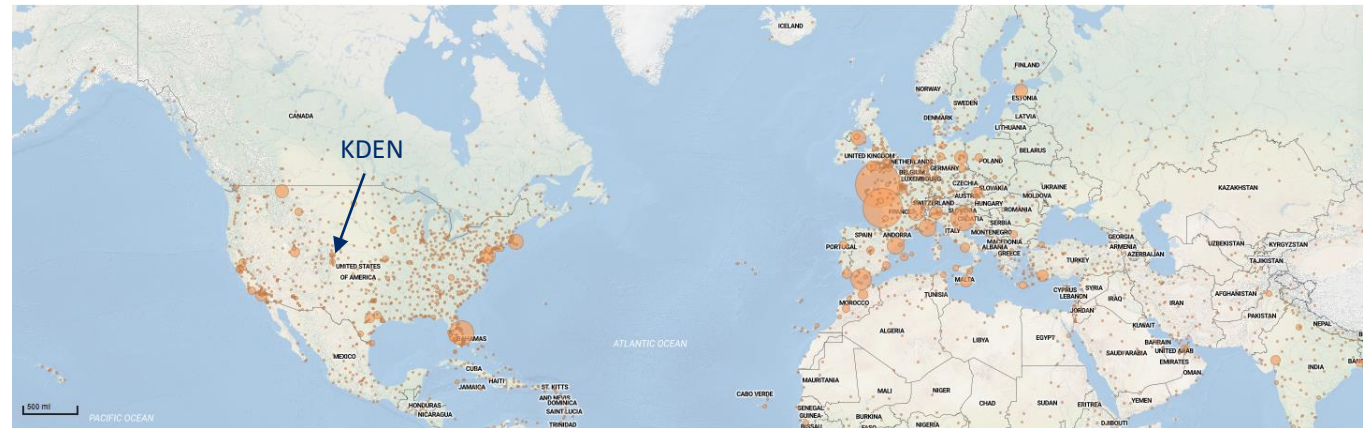 ICELAND
FINLAND
NORWAY
SWEDEN
ESTONIA
LATVIA
DENMARK
LITHUANIA
CANADA
KDEN
BELARUS
UNITED KINGDOM
NETHERLANDS
POLAND
BELGIUM
GERMANY
LUXEMBOURG
CZECHIA
UKRAINE
SLOVAKIA
KAZAKHSTAN
MOLDOVA
SWITZERLAND
HUNGARY
ROMANIA
CROATIA
SERBIA
SPAIN
ANDORRA
ITALY
MONTENEGRO
MACEDONIA
GEORGIA
PORTUGAL
ALBANIA
GREECE
ARMENIA
AZERBAIJAN
UZBEKISTAN
KYRGYZSTAN
TURKEY
TAJIKISTAN
UNITED STATES
OF AMERICA
MALTA
CYPRUS
SYRIA
LEBANON
TUNISIA
IRAQ
IRAN
AFGHANISTAN
MOROCCO
JORDAN
PAKISTAN
KUWAIT
NEPAL
ALGERIA
LIBYA
EGYPT
BAHRAIN
SAUDI ARABIA
UNITED ARAB
EMIRATES
ATLANTIC OCEAN
MEXICO
CUBA
OMAN
INDIA
HAITI
JAMAICA
MAURITANIA
MALI
NIGER
ST. KITTS
AND NEVIS
DOMINICA
CABO VERDE
CHAD
SUDAN
ERITREA
YEMEN
500 mi
HONDURAS
NICARAGUA
SAINT LUCIA
SENEGAL
GUINEA-
BISSAU
BURKINA
FASO
DJIBOUTI
PACIFIC OCEAN
TRINIDAD
NIGERIA
ETHIOPIA